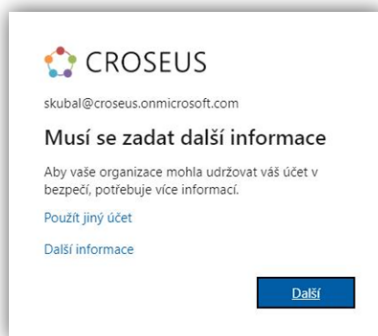 CROSEUS
skubal@croseus.onmicrosoft.com
Musí se zadat další informace
Aby vaše organizace mohla udržovat váš účet v
bezpečí, potřebuje více informací.
Použít jiný účet
Další informace
Další